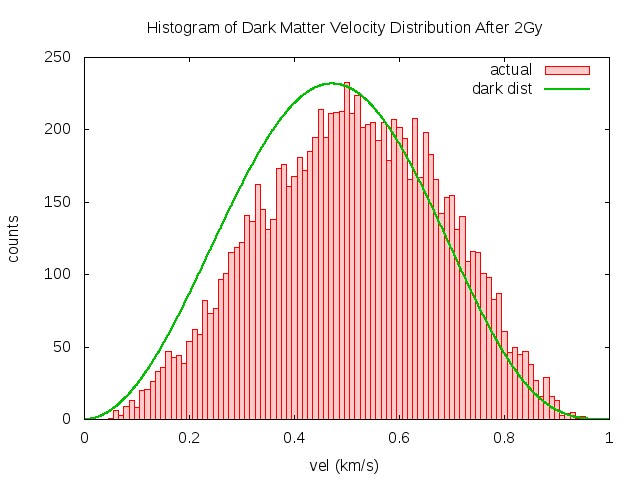 Histogram of Dark Matter Velocity Distribution After 2Gy
250
200
150
100
50
0
counts
actual
dark dist
0 0.2 0.4 0.6 0.8 1
vel (km/s)